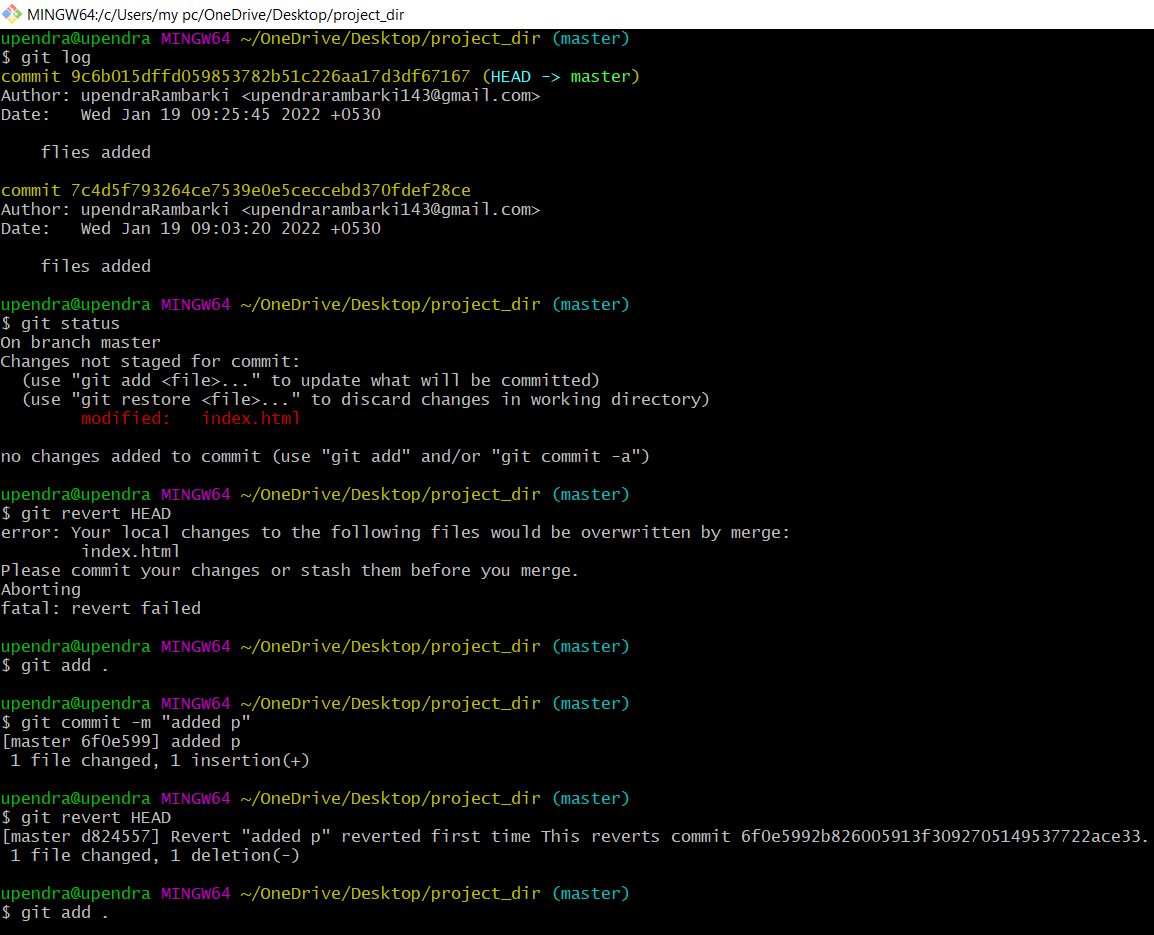 MINGW64:/c/Users/my pc/OneDrive/Desktop/project_dir
upendra@upendra MINGW64 ~/OneDrive/Desktop/project_dir (master)
$ git log
commit 9c6b015dffd059853782b51c226aa17d3df67167 (HEAD -> master)
Author: upendraRambarki <upendrarambarki143@gmail.com>
Date:   Wed Jan 19 09:25:45 2022 +0530

    flies added

commit 7c4d5f793264ce7539e0e5ceccebd370fdef28ce
Author: upendraRambarki <upendrarambarki143@gmail.com>
Date:   Wed Jan 19 09:03:20 2022 +0530

    files added

upendra@upendra MINGW64 ~/OneDrive/Desktop/project_dir (master)
$ git status
On branch master
Changes not staged for commit:
  (use "git add <file>..." to update what will be committed)
  (use "git restore <file>..." to discard changes in working directory)
        modified:   index.html

no changes added to commit (use "git add" and/or "git commit -a")

upendra@upendra MINGW64 ~/OneDrive/Desktop/project_dir (master)
$ git revert HEAD
error: Your local changes to the following files would be overwritten by merge:
        index.html
Please commit your changes or stash them before you merge.
Aborting
fatal: revert failed

upendra@upendra MINGW64 ~/OneDrive/Desktop/project_dir (master)
$ git add .

upendra@upendra MINGW64 ~/OneDrive/Desktop/project_dir (master)
$ git commit -m "added p"
[master 6f0e599] added p
 1 file changed, 1 insertion(+)

upendra@upendra MINGW64 ~/OneDrive/Desktop/project_dir (master)
$ git revert HEAD
[master d824557] Revert "added p" reverted first time This reverts commit 6f0e5992b826005913f3092705149537722ace33.
 1 file changed, 1 deletion(-)

upendra@upendra MINGW64 ~/OneDrive/Desktop/project_dir (master)
$ git add .